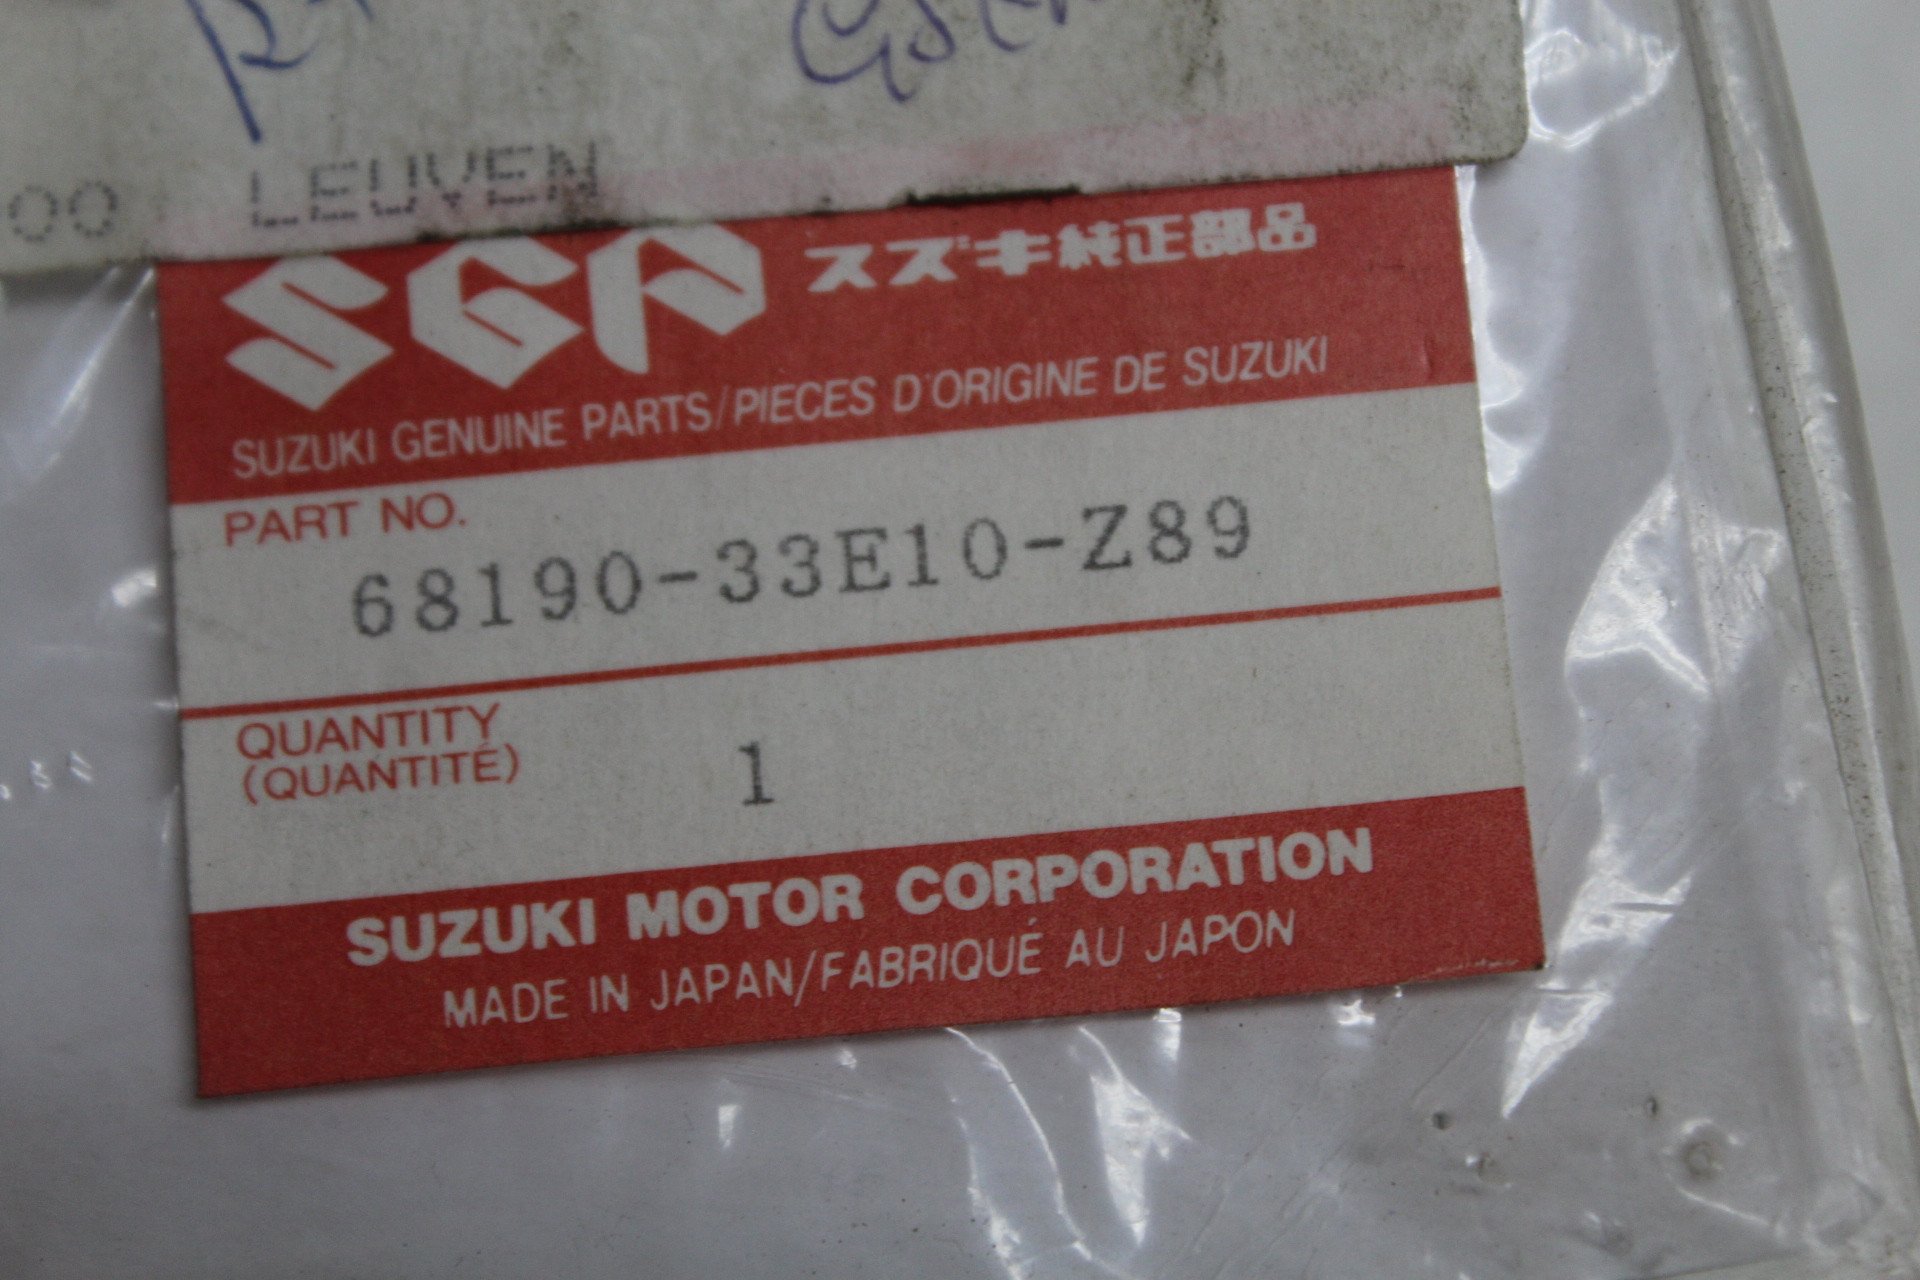 00 LEUVEN
SGP スズキ純正部品
SUZUKI GENUINE PARTS/PIECES D'ORIGINE DE SUZUKI
PART NO.
68190-33E10-Z89
QUANTITY
(QUANTITÉ)
1
SUZUKI MOTOR CORPORATION
MADE IN JAPAN/FABRIQUÉ AU JAPON